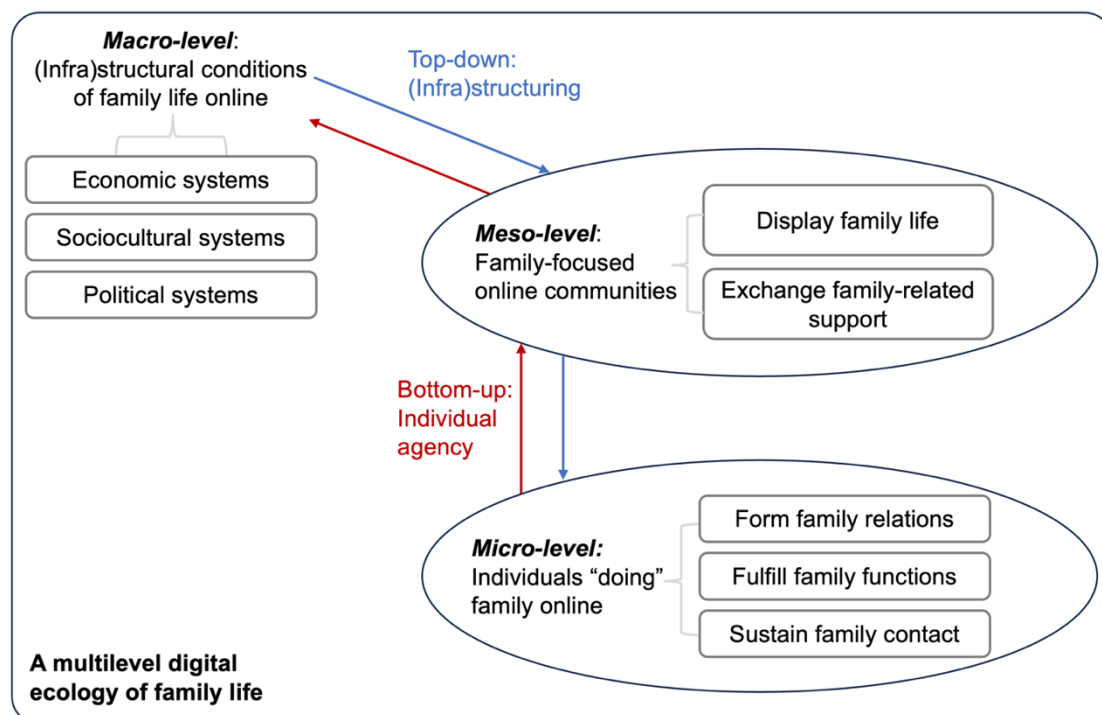 Macro-level:
(Infra)structural conditions
of family life online
Economic systems
Sociocultural systems
Political systems
Top-down:
(Infra)structuring
Meso-level:
Family-focused
online communities
Display family life
Exchange family-related
support
Bottom-up:
Individual
agency
Micro-level:
Individuals “doing”
family online
Form family relations
Fulfill family functions
Sustain family contact
A multilevel digital
ecology of family life